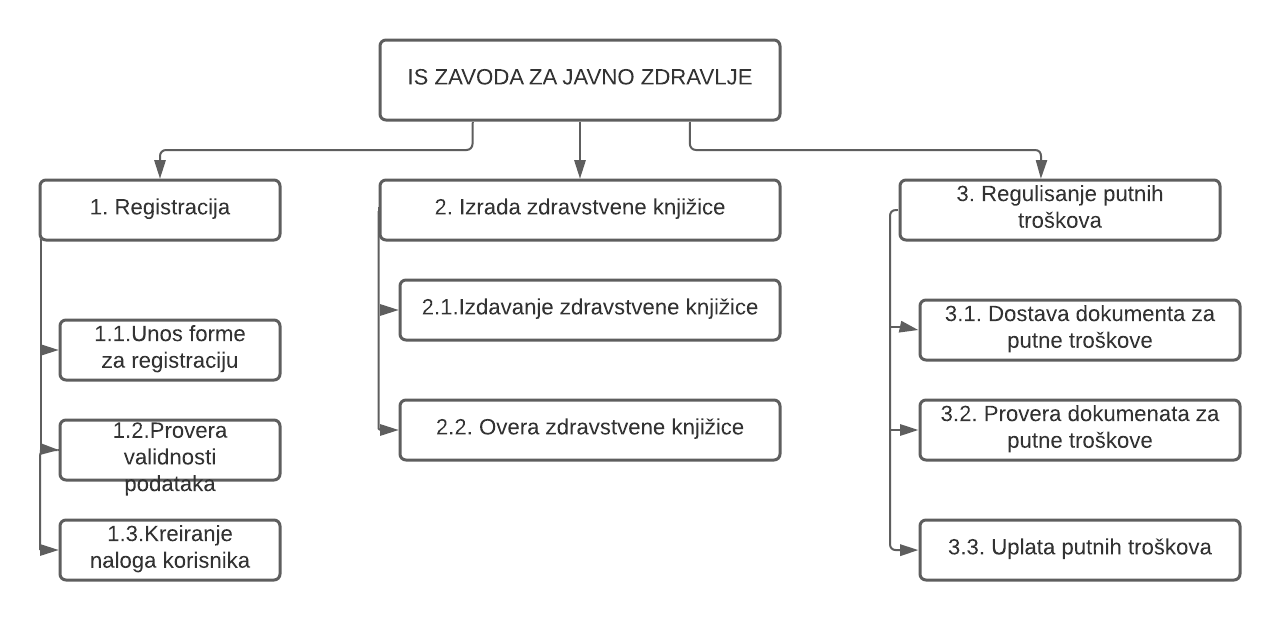 IS ZAVODA ZA JAVNO ZDRAVLJE
1. Registracija
1.1.Unos forme
za registraciju
1.2.Provera
validnosti
podataka
1.3.Kreiranje
naloga korisnika
2. Izrada zdravstvene knjižice
2.1.Izdavanje zdravstvene knjižice
2.2. Overa zdravstvene knjižice
3. Regulisanje putnih
troškova
3.1. Dostava dokumenta za
putne troškove
3.2. Provera dokumenata za
putne troškove
3.3. Uplata putnih troškova